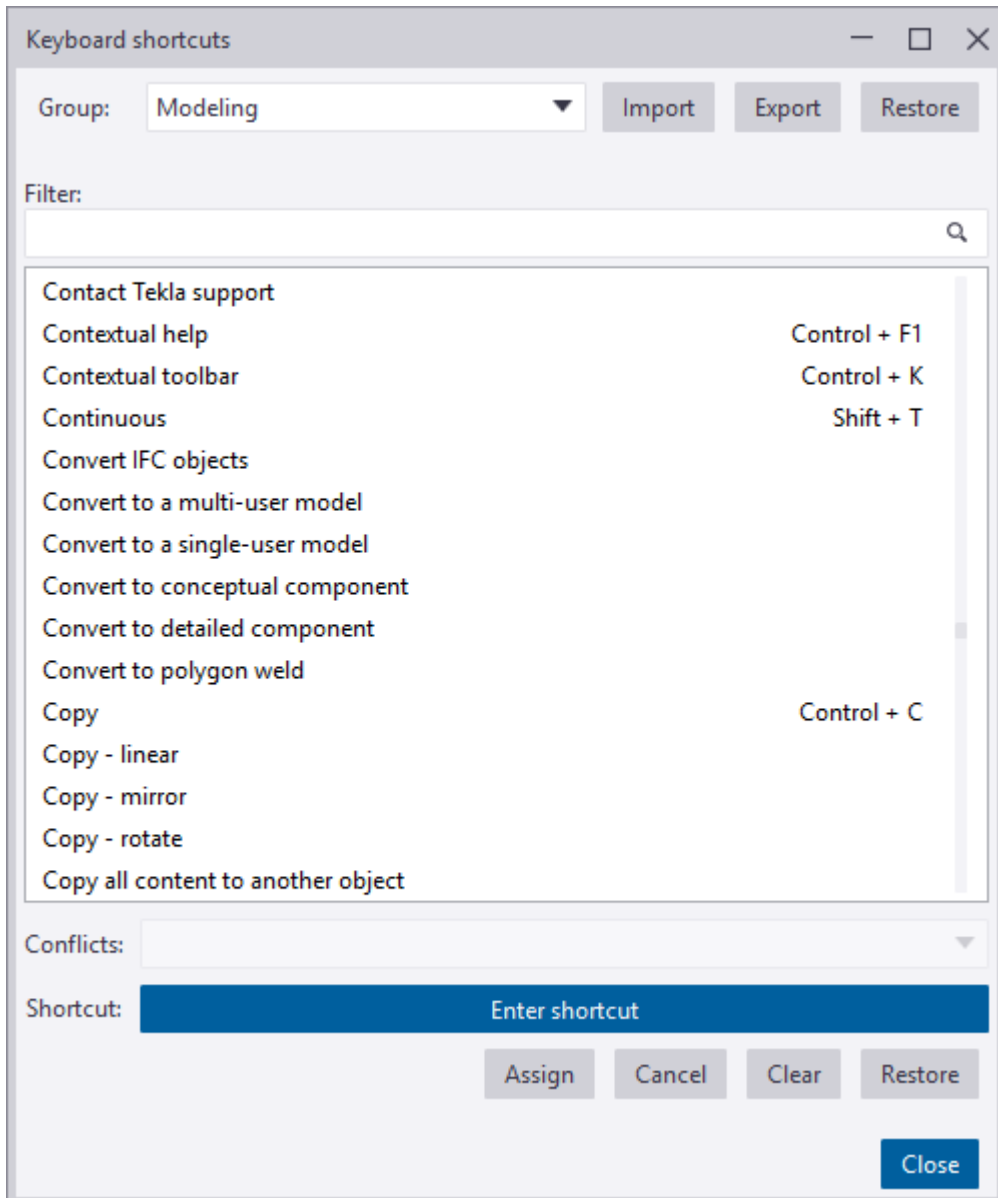 Keyboard shortcuts
Group: Modeling Import Export Restore
Filter:
Contact Tekla support
Contextual help Control + F1
Contextual toolbar Control + K
Continuous Shift + T
Convert IFC objects
Convert to a multi-user model
Convert to a single-user model
Convert to conceptual component
Convert to detailed component
Convert to polygon weld
Copy Control + C
Copy - linear
Copy - mirror
Copy - rotate
Copy all content to another object
Conflicts:
Shortcut: Enter shortcut
Assign Cancel Clear Restore
Close